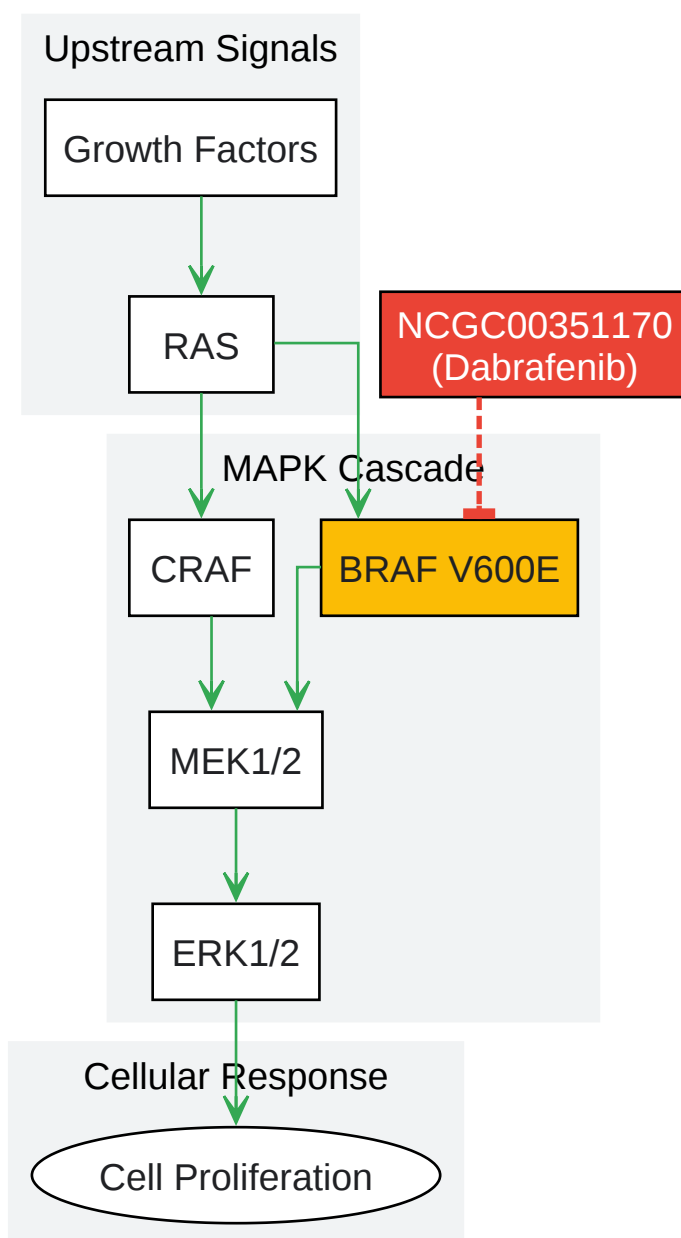 Upstream Signals
Growth Factors
RAS
NCGC00351170
(Dabrafenib)
MAPK Cascade
CRAF
BRAF V600E
MEK1/2
ERK1/2
Cellular Response
Cell Proliferation